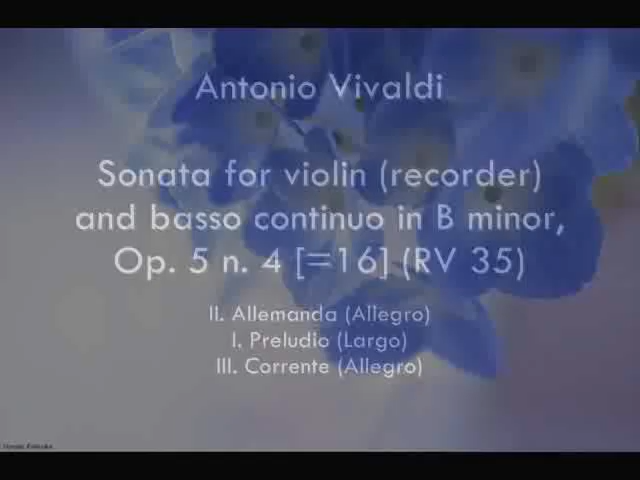 Antonio Vivaldi
Sonata for violin (recorder)
and basso continuo in B minor,
Op. 5 n. 4 [=16] (RV 35)
II. Allemanda (Allegro)
I. Preludio (Largo)
III. Corrente (Allegro)